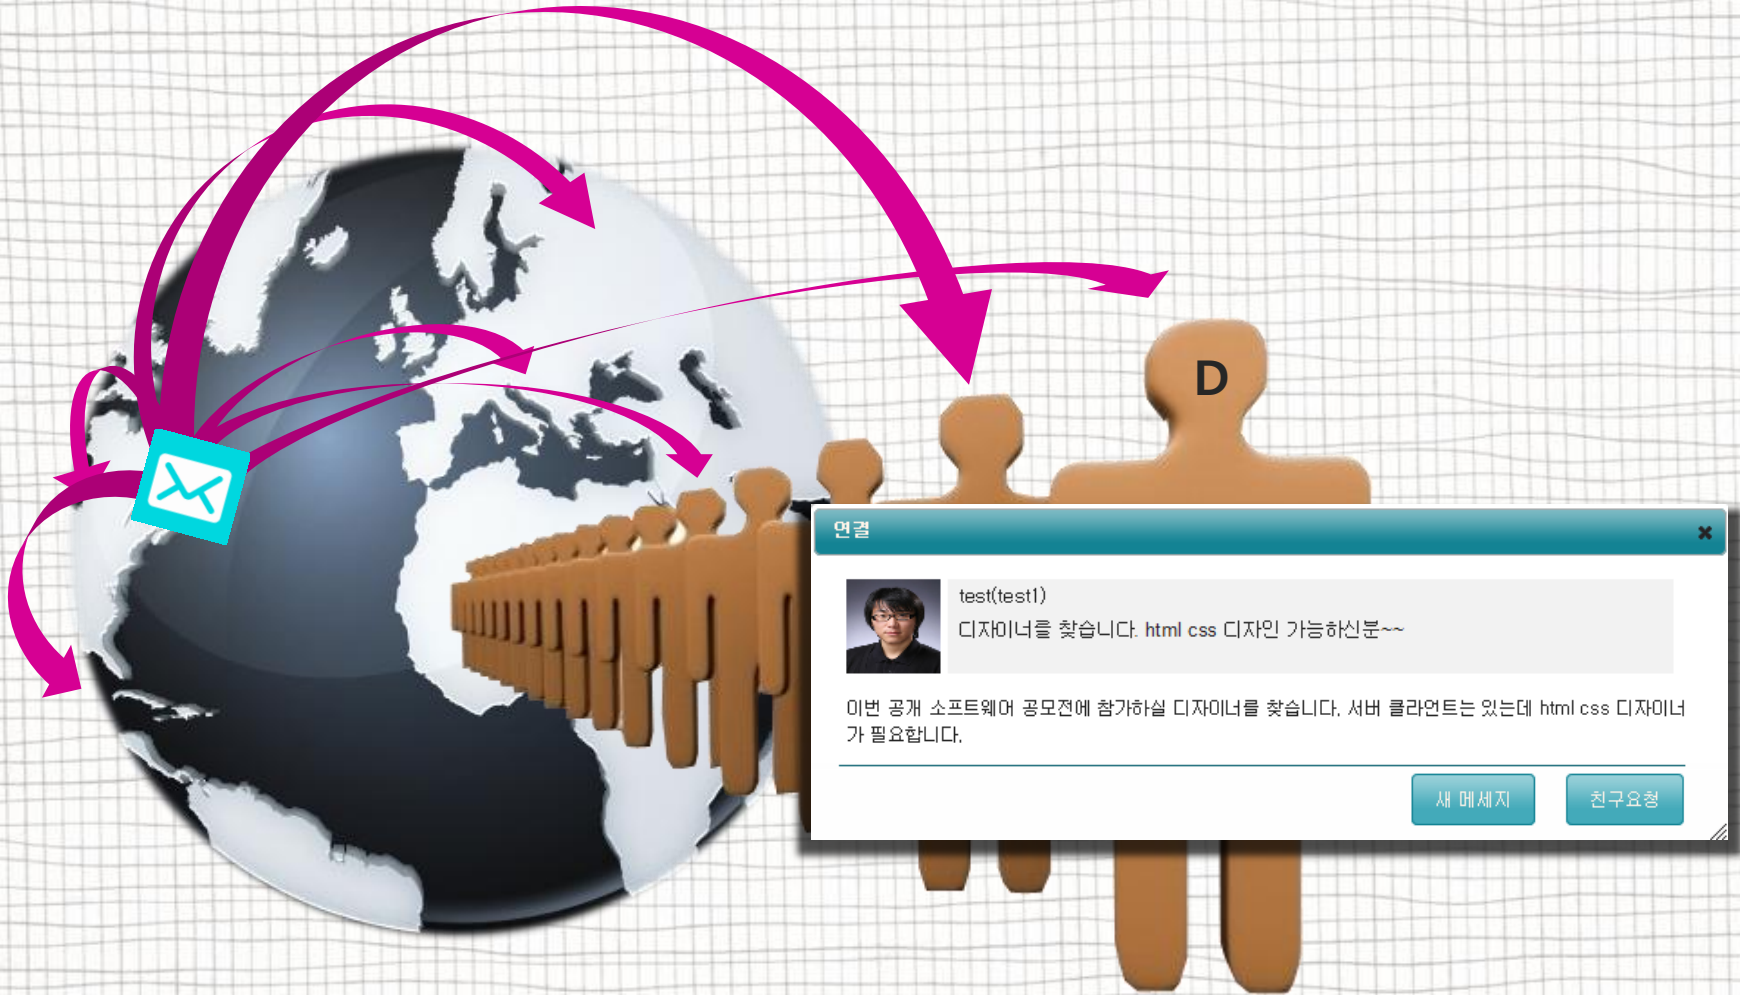 D
연결
test(test1)
디자이너를 찾습니다. html css 디자인 가능하신분~~
이번 공개 소프트웨어 공모전에 참가하실 디자이너를 찾습니다. 서버 클라언트는 있는데 html css 디자이너
가 필요합니다.
새 메세지
친구요청